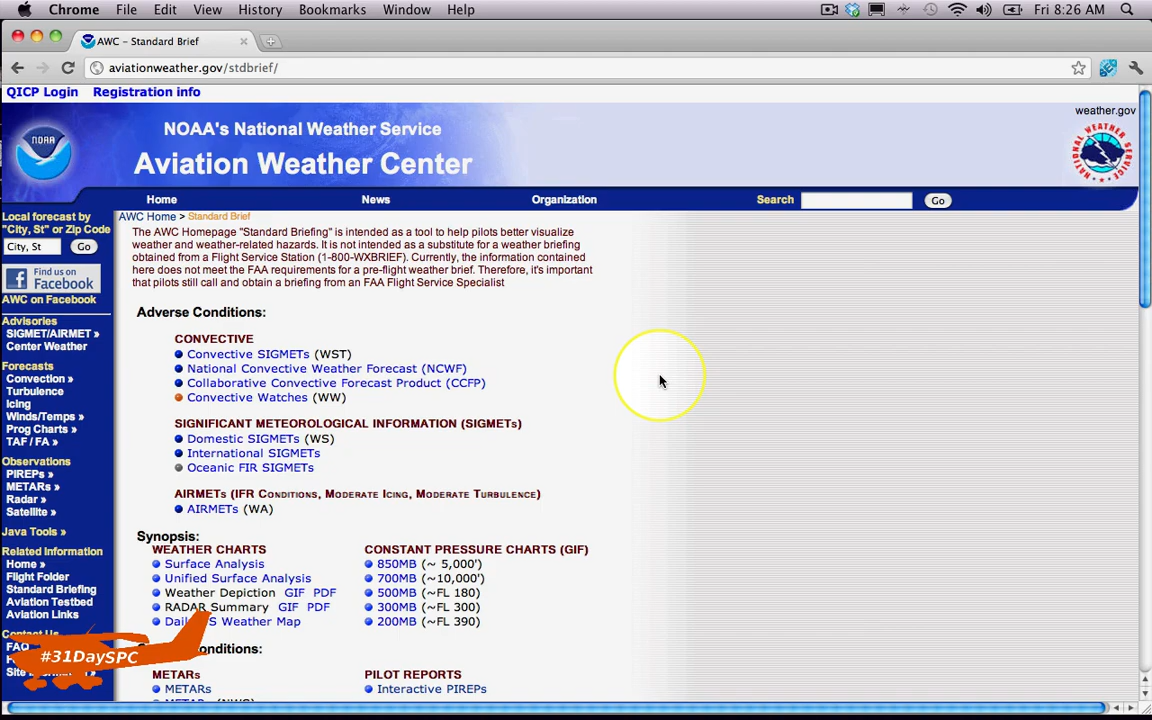 Chrome File Edit View History Bookmarks Window Help Fri 8:26 AM
AWC - Standard Brief
aviationweather.gov/stdbrief/
QICP Login Registration info
weather.gov
NOAA
NOAA's National Weather Service
Aviation Weather Center
Home News Organization Search Go
Local forecast by
"City, St" or Zip Code
City, St Go
Find us on
Facebook
AWC on Facebook
Advisories
SIGMET/AIRMET »
Center Weather
Forecasts
Convection »
Turbulence
Icing
Winds/Temps »
Prog Charts »
TAF / FA »
Observations
PIREPs »
METARs »
Radar »
Satellite »
Java Tools »
Related Information
Home »
Flight Folder
Standard Briefing
Aviation Testbed
Aviation Links
FAQ
#31DaySPC
AWC Home > Standard Brief
The AWC Homepage "Standard Briefing" is intended as a tool to help pilots better visualize
weather and weather-related hazards. It is not intended as a substitute for a weather briefing
obtained from a Flight Service Station (1-800-WXBRIEF). Currently, the information contained
here does not meet the FAA requirements for a pre-flight weather brief. Therefore, it's important
that pilots still call and obtain a briefing from an FAA Flight Service Specialist
Adverse Conditions:
CONVECTIVE
Convective SIGMETs (WST)
National Convective Weather Forecast (NCWF)
Collaborative Convective Forecast Product (CCFP)
Convective Watches (WW)
SIGNIFICANT METEOROLOGICAL INFORMATION (SIGMETs)
Domestic SIGMETs (WS)
International SIGMETs
Oceanic FIR SIGMETs
AIRMETs (IFR Conditions, Moderate Icing, Moderate Turbulence)
AIRMETs (WA)
Synopsis:
WEATHER CHARTS
Surface Analysis
Unified Surface Analysis
Weather Depiction GIF PDF
RADAR Summary GIF PDF
Weather Map
CONSTANT PRESSURE CHARTS (GIF)
850MB (~ 5,000')
700MB (~10,000')
500MB (~FL 180)
300MB (~FL 300)
200MB (~FL 390)
METARs
METARs
PILOT REPORTS
Interactive PIREPs